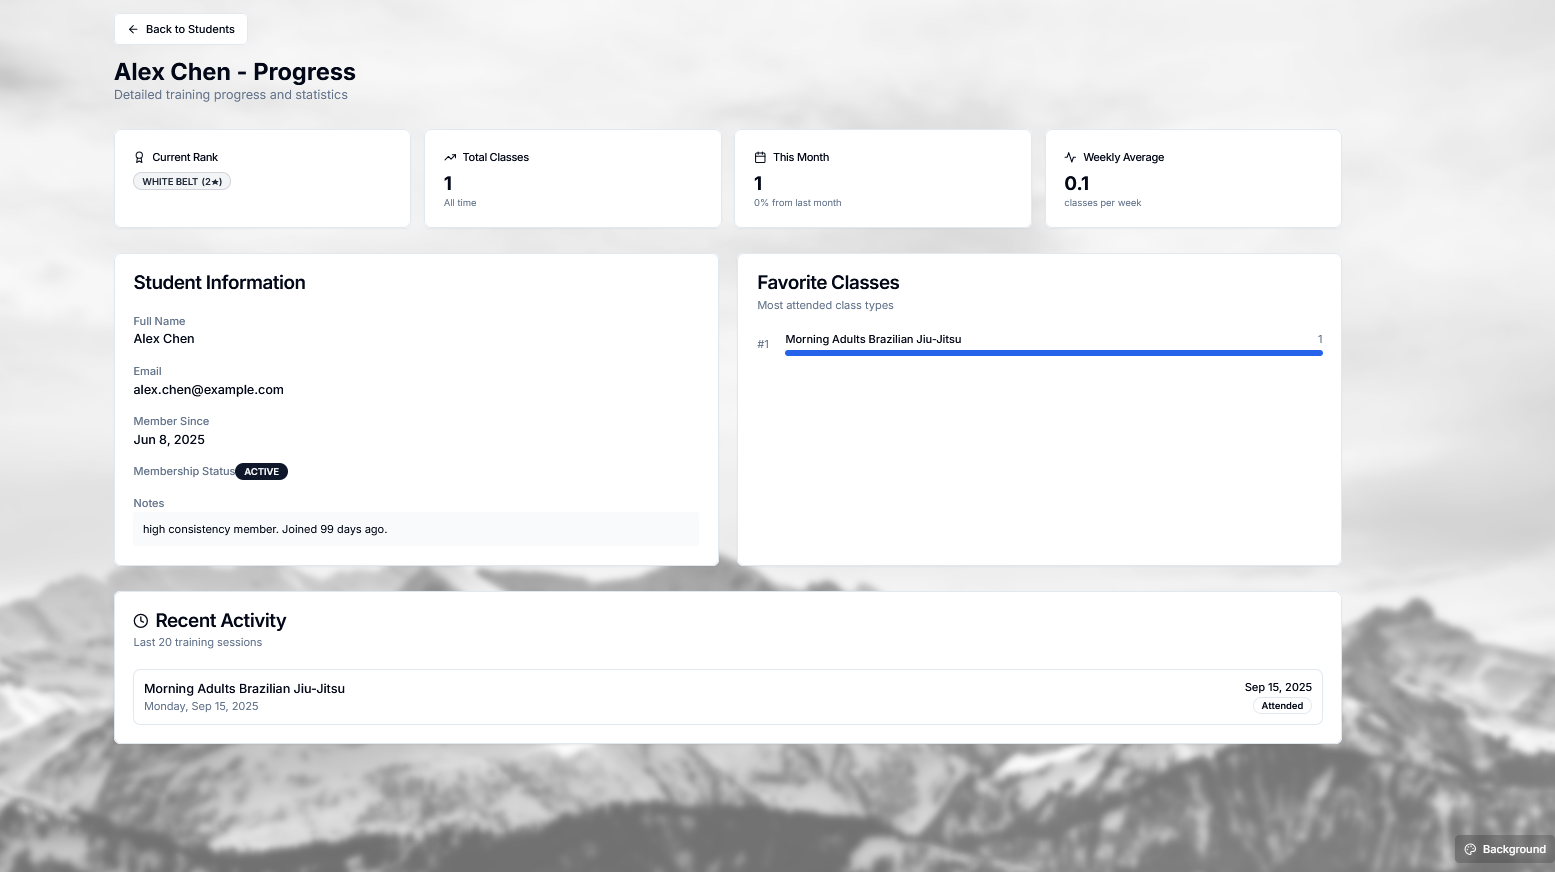 Back to Students
Alex Chen - Progress
Detailed training progress and statistics
Current Rank
WHITE BELT (2★)
Total Classes
1
All time
This Month
1
0% from last month
Weekly Average
0.1
classes per week
Student Information
Full Name
Alex Chen
Email
alex.chen@example.com
Member Since
Jun 8, 2025
Membership Status ACTIVE
Notes
high consistency member. Joined 99 days ago.
Favorite Classes
Most attended class types
#1 Morning Adults Brazilian Jiu-Jitsu 1
Recent Activity
Last 20 training sessions
Morning Adults Brazilian Jiu-Jitsu
Monday, Sep 15, 2025
Sep 15, 2025
Attended
Background